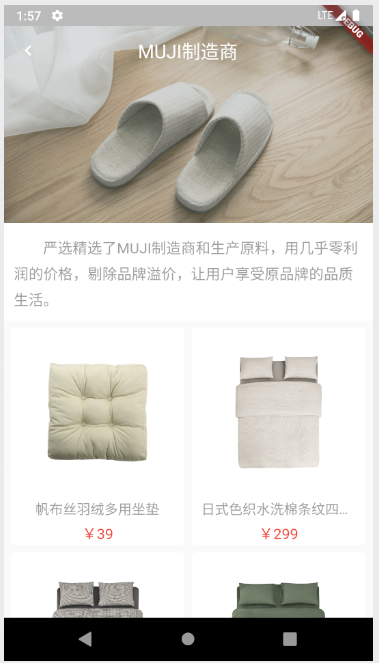 1:57
LTE
DEBUG
MUJI制造商
严选精选了MUJI制造商和生产原料，用几乎零利
润的价格，剔除品牌溢价，让用户享受原品牌的品质
生活。
帆布丝羽绒多用坐垫
日式色织水洗棉条纹四...
￥39
￥299